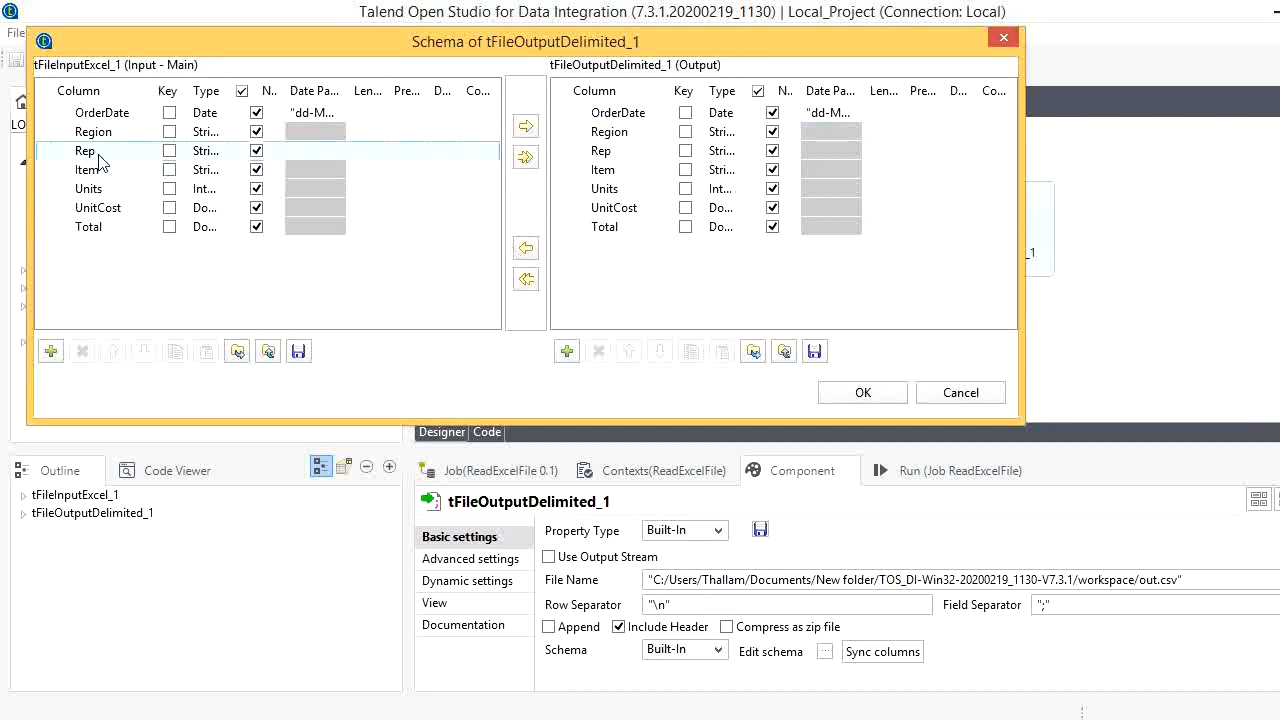 Talend Open Studio for Data Integration (7.3.1.20200219_1130) | Local_Project (Connection: Local)
File
Schema of tFileOutputDelimited_1
tFileInputExcel_1 (Input - Main)
tFileOutputDelimited_1 (Output)
Column Key Type N.. Date Pa... Len... Pre... D... Co...
OrderDate Date "dd-M...
Region Stri...
Rep Stri...
Item Stri...
Units Int...
UnitCost Do...
Total Do...
Column Key Type N.. Date Pa... Len... Pre... D... Co...
OrderDate Date "dd-M...
Region Stri...
Rep Stri...
Item Stri...
Units Int...
UnitCost Do...
Total Do...
LO
_1
OK Cancel
Designer Code
Outline Code Viewer
tFileInputExcel_1
tFileOutputDelimited_1
Job(ReadExcelFile 0.1) Contexts(ReadExcelFile) Component Run (Job ReadExcelFile)
tFileOutputDelimited_1
Basic settings
Advanced settings
Dynamic settings
View
Documentation
Property Type Built-In
Use Output Stream
File Name "C:/Users/Thallam/Documents/New folder/TOS_DI-Win32-20200219_1130-V7.3.1/workspace/out.csv"
Row Separator "\n" Field Separator ";"
Append Include Header Compress as zip file
Schema Built-In Edit schema ... Sync columns